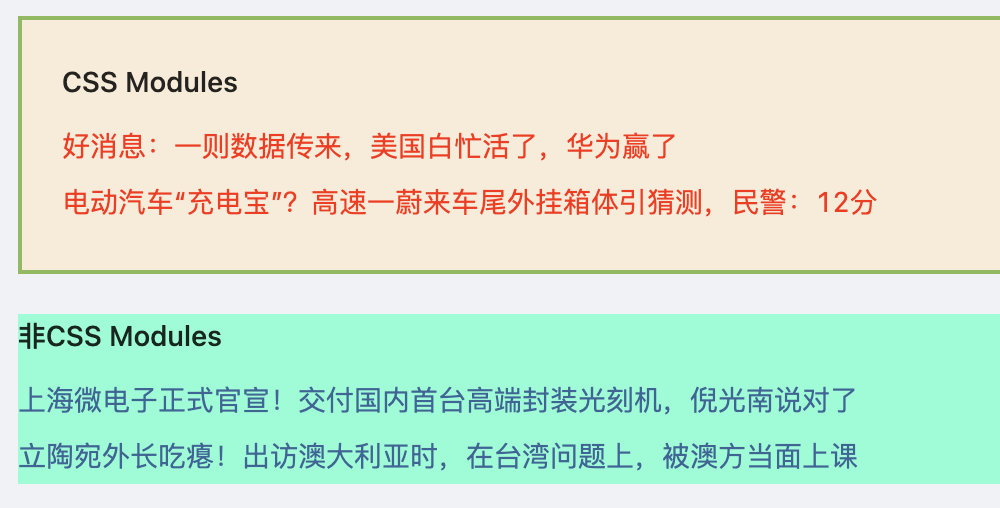 CSS Modules
好消息：一则数据传来，美国白忙活了，华为赢了
电动汽车“充电宝”？高速一蔚来车尾外挂箱体引猜测，民警：12分
非CSS Modules
上海微电子正式官宣！交付国内首台高端封装光刻机，倪光南说对了
立陶宛外长吃瘪！出访澳大利亚时，在台湾问题上，被澳方当面上课